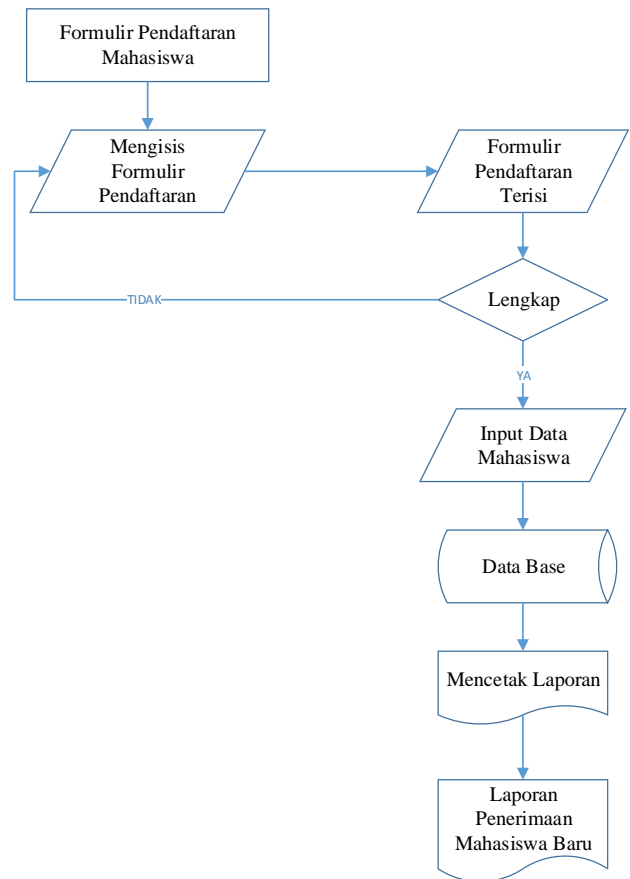 Formulir Pendaftaran
Mahasiswa
Mengisis
Formulir
Pendaftaran
Formulir
Pendaftaran
Terisi
Lengkap
TIDAK
YA
Input Data
Mahasiswa
Data Base
Mencetak Laporan
Laporan
Penerimaan
Mahasiswa Baru